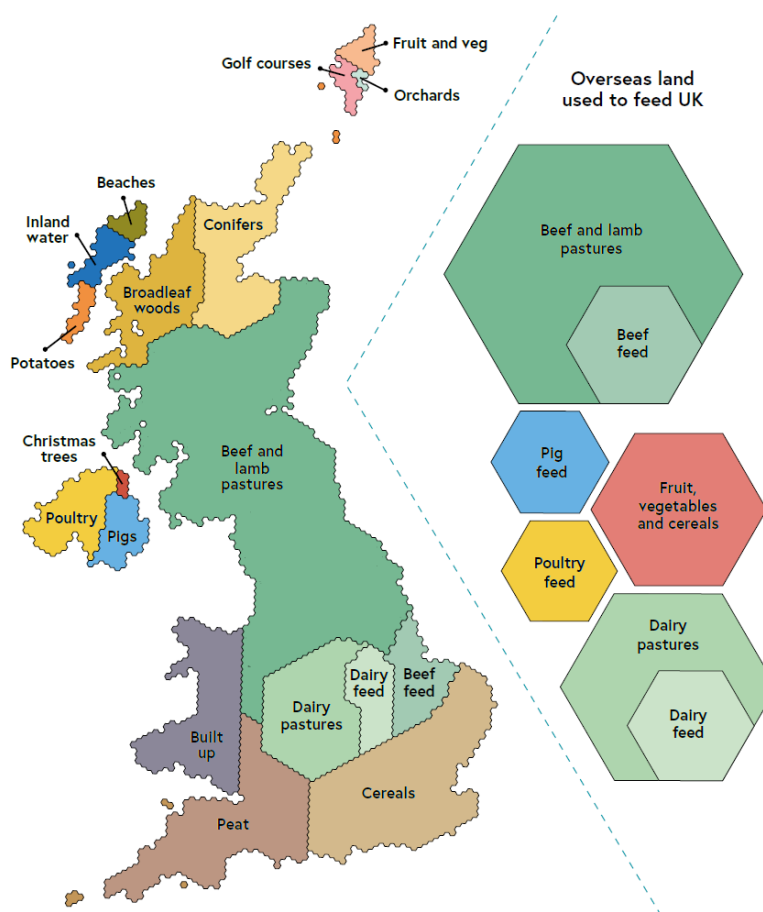 Fruit and veg
Golf courses
Orchards
Beaches
Inland
water
Conifers
Broadleaf
woods
Potatoes
Beef and
lamb
pastures
Christmas
trees
Poultry
Pigs
Built
up
Dairy
pastures
Dairy
feed
Beef
feed
Cereals
Peat
Overseas land
used to feed UK
Beef and lamb
pastures
Beef
feed
Pig
feed
Fruit,
vegetables
and cereals
Poultry
feed
Dairy
pastures
Dairy
feed